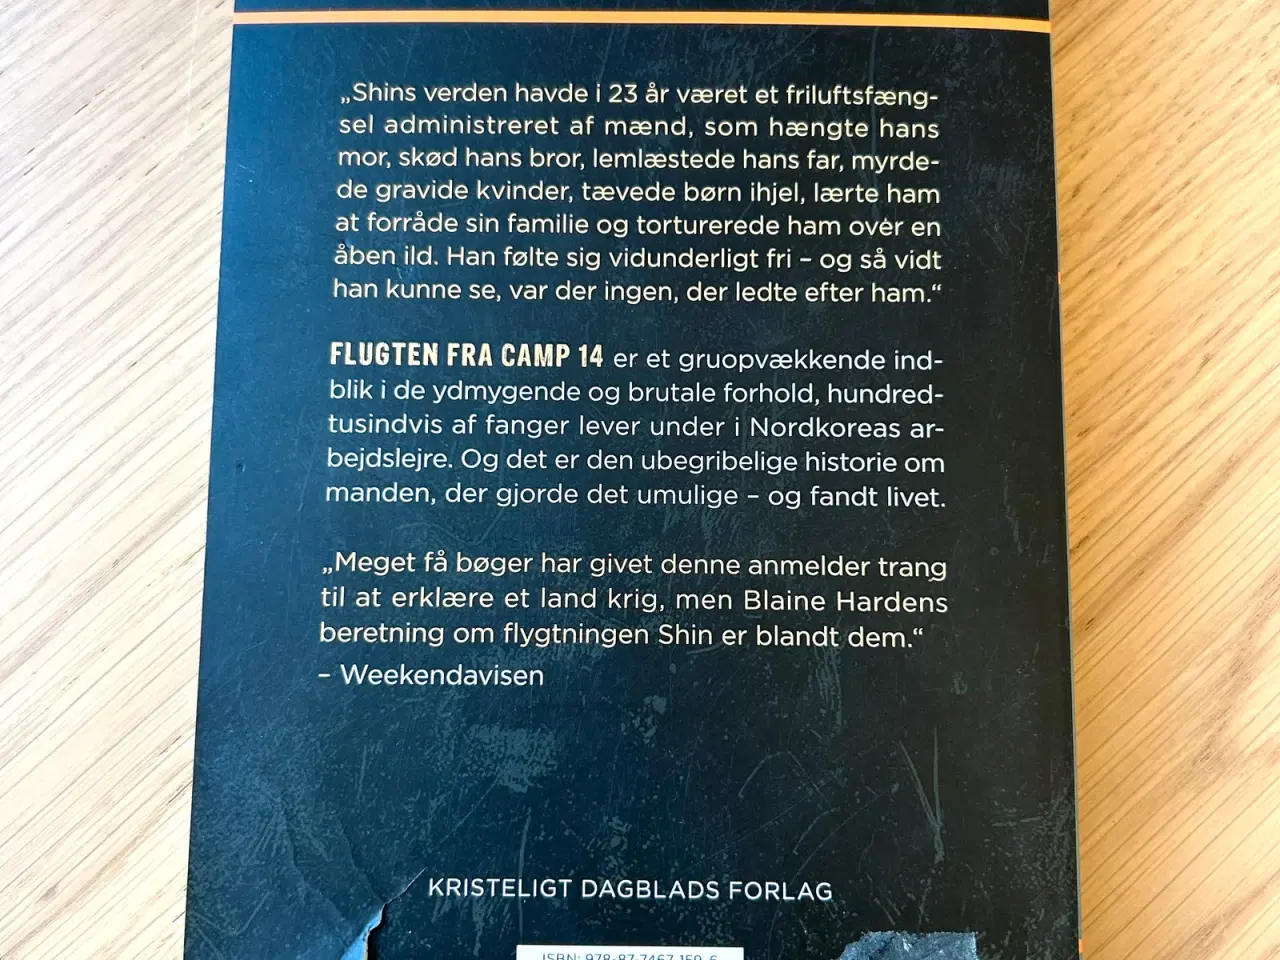 „Shins verden havde i 23 år været et friluftsfæng-
sel administreret af mænd, som hængte hans
mor, skød hans bror, lemlæstede hans far, myrde-
de gravide kvinder, tævede børn ihjel, lærte ham
at forråde sin familie og torturerede ham over en
åben ild. Han følte sig vidunderligt fri – og så vidt
han kunne se, var der ingen, der ledte efter ham.“
FLUGTEN FRA CAMP 14 er et gruopvækkende ind-
blik i de ydmygende og brutale forhold, hundred-
tusindvis af fanger lever under i Nordkoreas ar-
bejdslejre. Og det er den ubegribelige historie om
manden, der gjorde det umulige – og fandt livet.
„Meget få bøger har givet denne anmelder trang
til at erklære et land krig, men Blaine Hardens
beretning om flygtningen Shin er blandt dem.“
– Weekendavisen
KRISTELIGT DAGBLADS FORLAG
ISBN: 978-87-7467-159-6